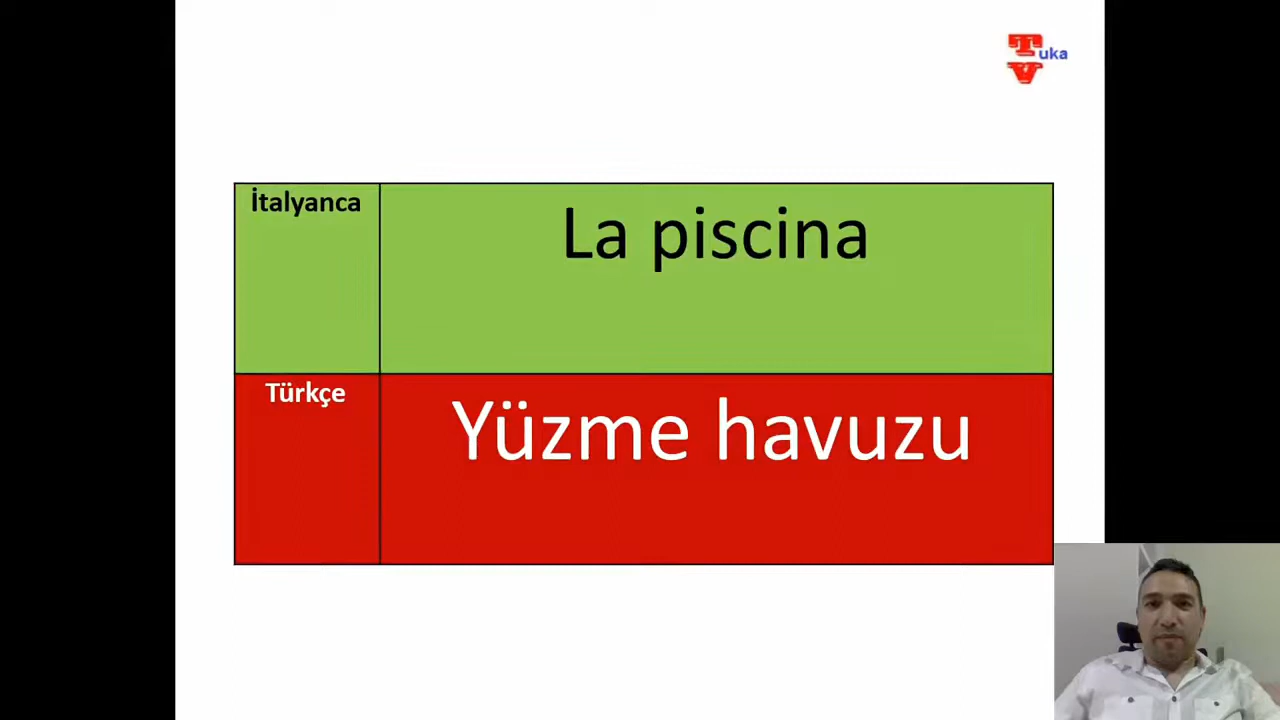 T uka
V
İtalyanca
La piscina
Türkçe
Yüzme havuzu